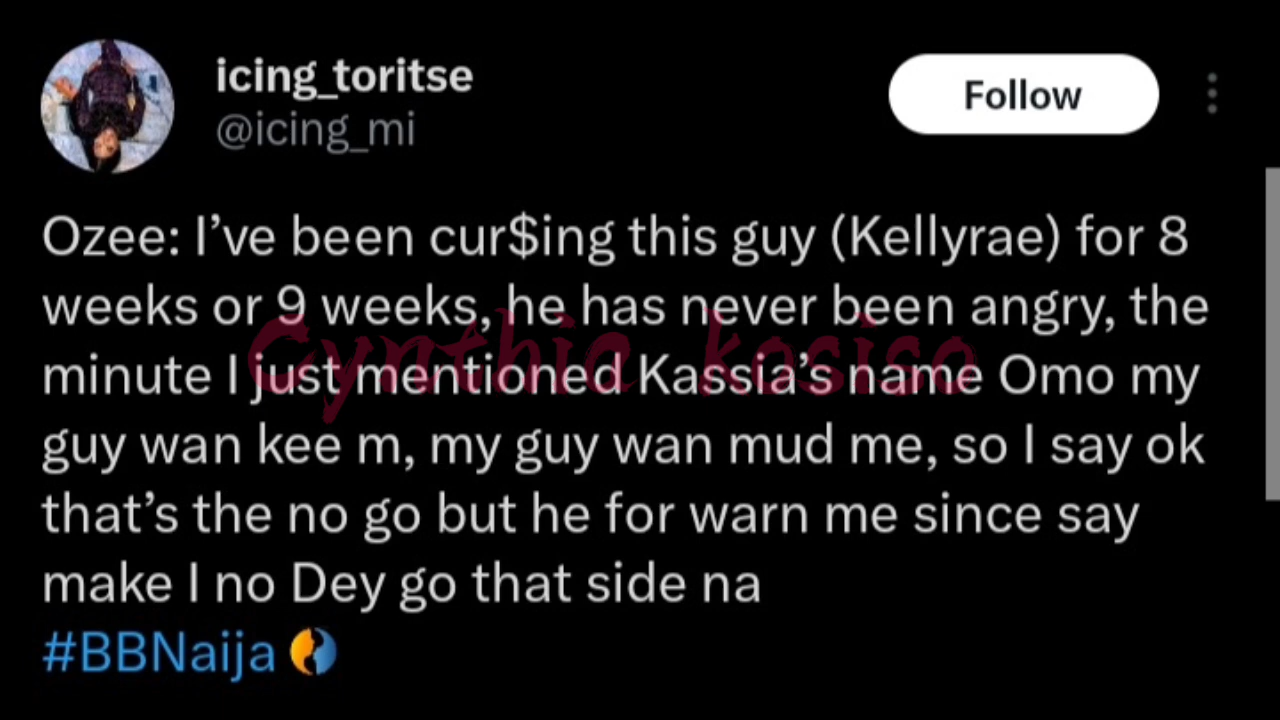 icing_toritse
@icing_mi
Follow
Ozee: I’ve been cur$ing this guy (Kellyrae) for 8
weeks or 9 weeks, he has never been angry, the
minute I just mentioned Kassia’s name Omo my
guy wan kee m, my guy wan mud me, so I say ok
that’s the no go but he for warn me since say
make I no Dey go that side na
#BBNaija
Cynthia kosiso